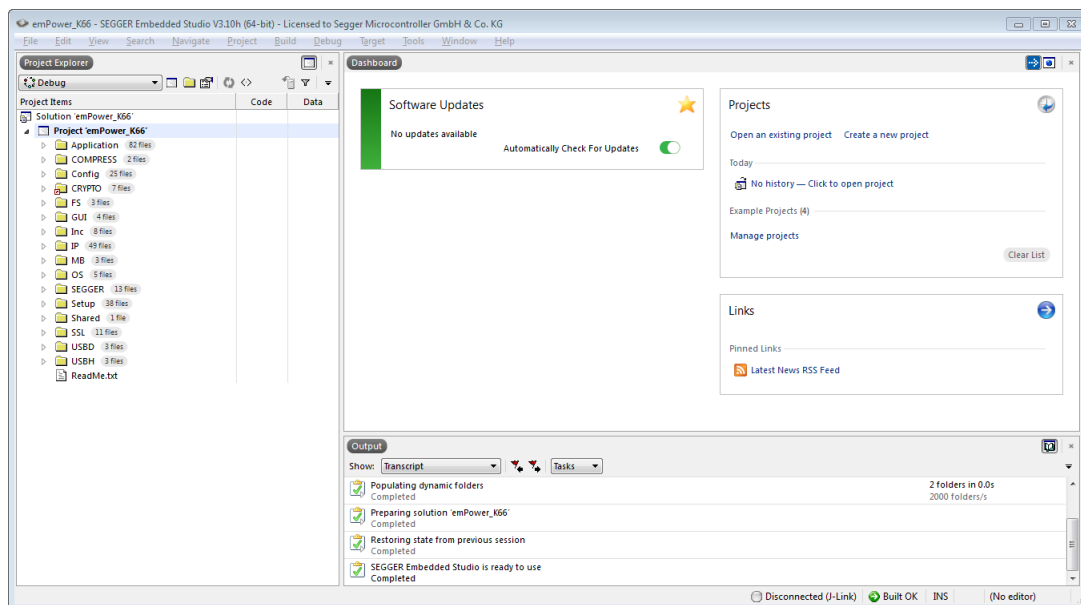 emPower_K66 - SEGGER Embedded Studio V3.10h (64-bit) - Licensed to Segger Microcontroller GmbH & Co. KG
File Edit View Search Navigate Project Build Debug Target Tools Window Help
Project Explorer
Debug
Project Items Code Data
Solution 'emPower_K66'
Project 'emPower_K66'
Application 82 files
COMPRESS 2 files
Config 25 files
CRYPTO 7 files
FS 3 files
GUI 4 files
Inc 8 files
IP 49 files
MB 3 files
OS 5 files
SEGGER 13 files
Setup 38 files
Shared 1 file
SSL 11 files
USBD 3 files
USBH 3 files
ReadMe.txt
Dashboard
Software Updates
No updates available
Automatically Check For Updates
Projects
Open an existing project Create a new project
Today
No history — Click to open project
Example Projects (4)
Manage projects
Clear List
Links
Pinned Links
Latest News RSS Feed
Output
Show: Transcript Tasks
Populating dynamic folders 2 folders in 0.0s
Completed 2000 folders/s
Preparing solution 'emPower_K66'
Completed
Restoring state from previous session
Completed
SEGGER Embedded Studio is ready to use
Completed
Disconnected (J-Link) Built OK INS (No editor)